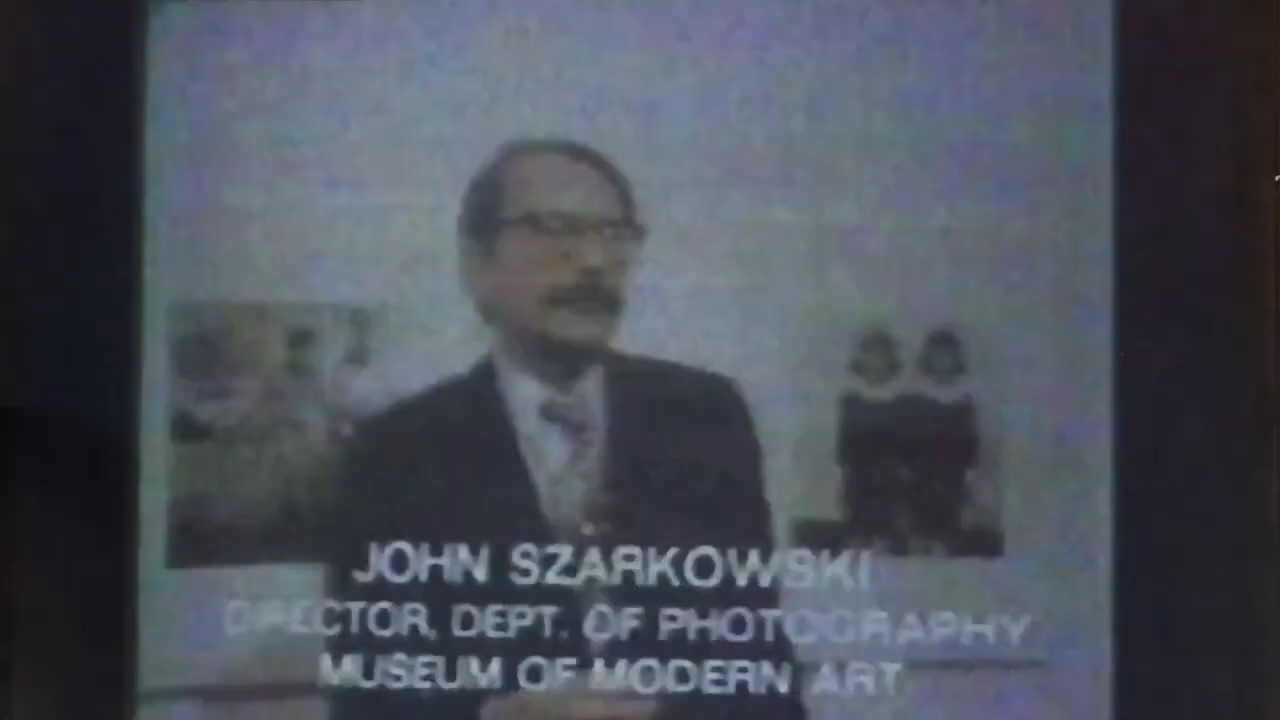 JOHN SZARKOWSKI
DIRECTOR, DEPT. OF PHOTOGRAPHY
MUSEUM OF MODERN ART